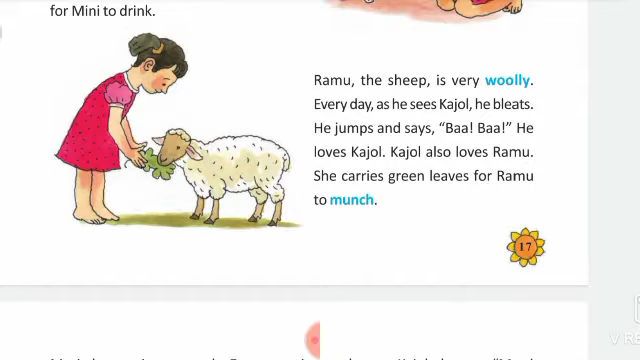 for Mini to drink.
Ramu, the sheep, is very woolly.
Every day, as he sees Kajol, he bleats.
He jumps and says, “Baa! Baa!” He
loves Kajol. Kajol also loves Ramu.
She carries green leaves for Ramu
to munch.
17